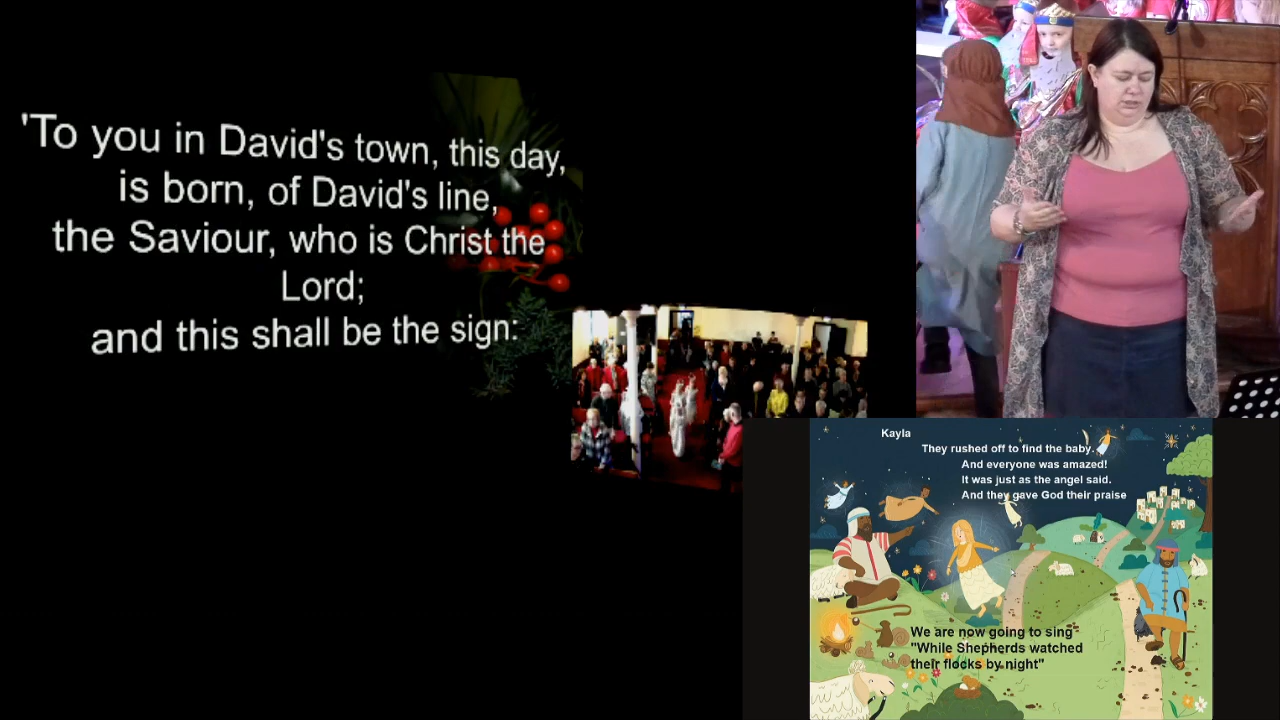 'To you in David's town, this day,
is born, of David's line,
the Saviour, who is Christ the
Lord;
and this shall be the sign:
Kayla
They rushed off to find the baby.
And everyone was amazed!
It was just as the angel said.
And they gave God their praise
We are now going to sing
"While Shepherds watched
their flocks by night"